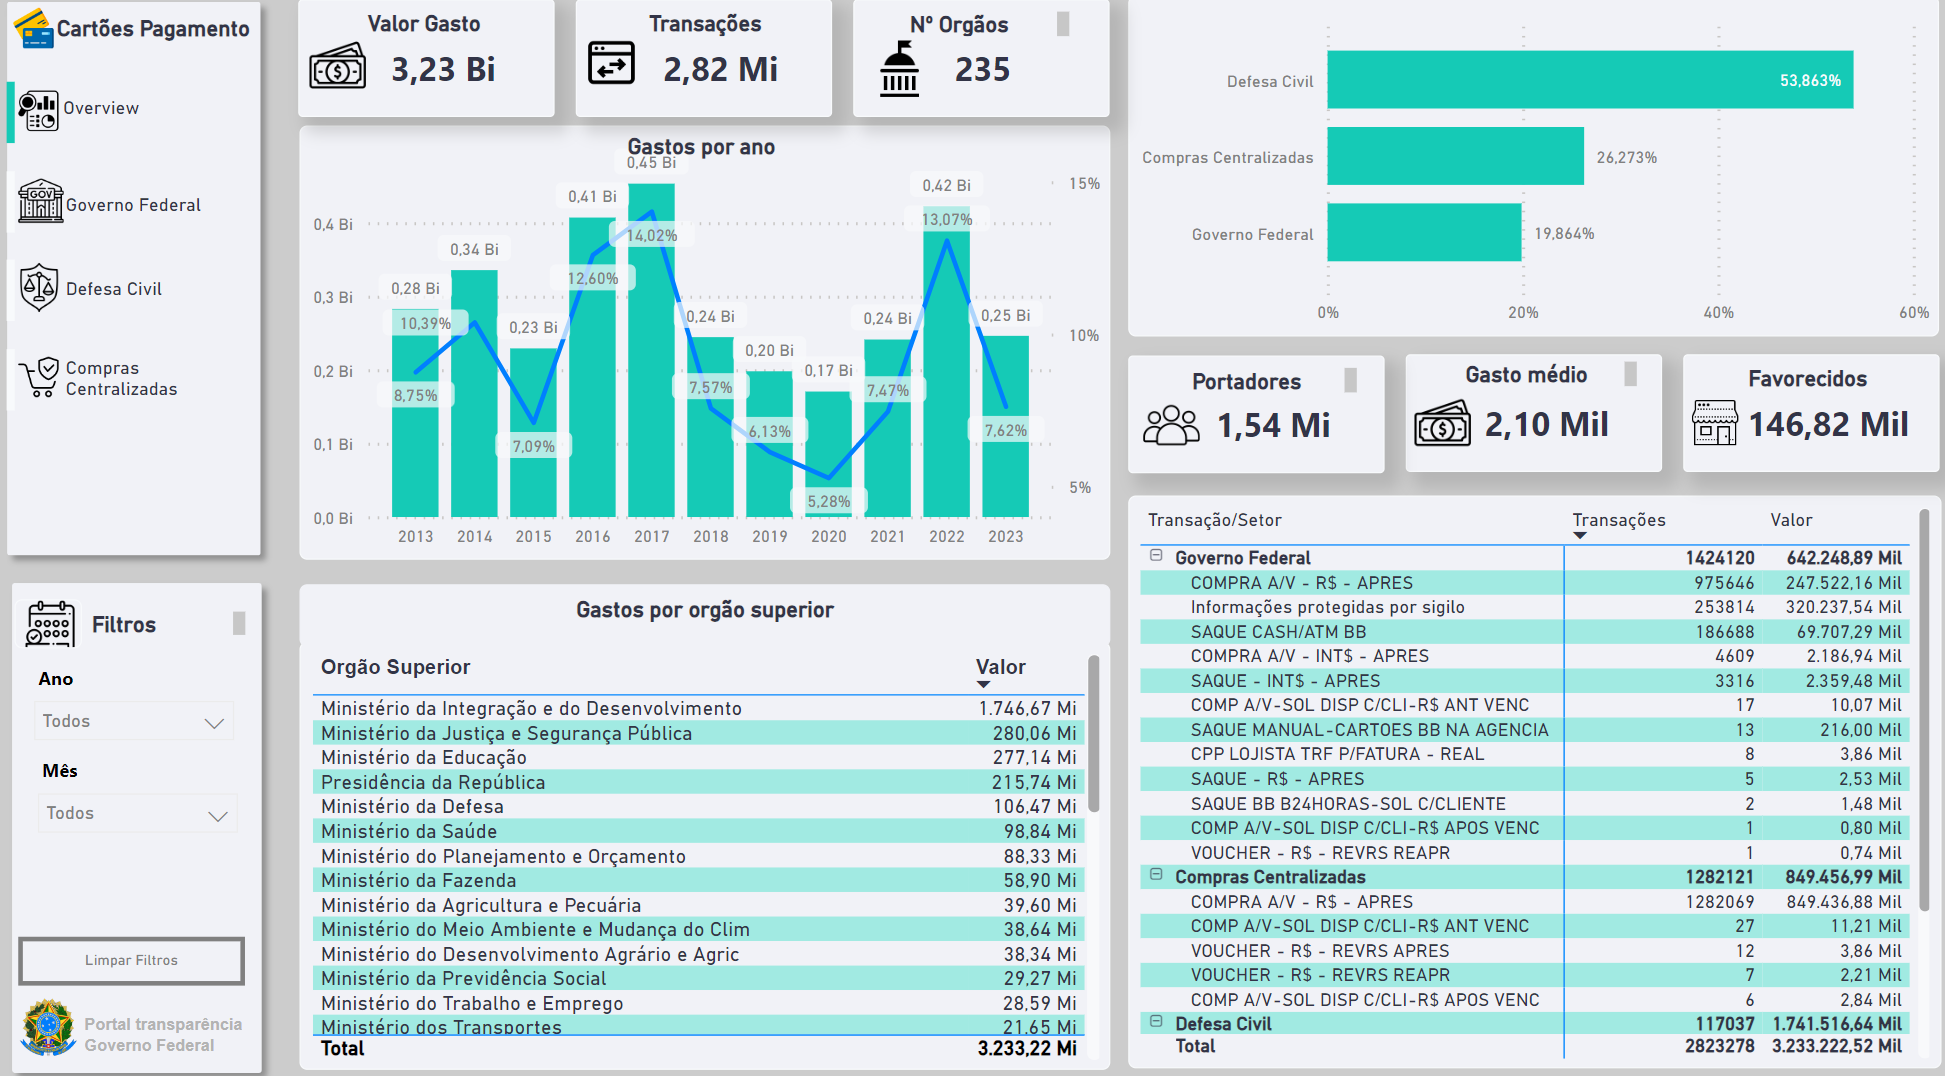 Cartões Pagamento
Overview
GOV
Governo Federal
Defesa Civil
Compras
Centralizadas
Filtros
Ano
Todos
Mês
Todos
Limpar Filtros
Portal transparência
Governo Federal
Valor Gasto
3,23 Bi
Transações
2,82 Mi
Nº Orgãos
235
Gastos por ano
0,4 Bi
0,3 Bi
0,2 Bi
0,1 Bi
0,0 Bi
0,28 Bi
0,34 Bi
0,23 Bi
0,41 Bi
0,45 Bi
0,24 Bi
0,20 Bi
0,17 Bi
0,24 Bi
0,42 Bi
0,25 Bi
8,75%
10,39%
7,09%
12,60%
14,02%
7,57%
6,13%
5,28%
7,47%
13,07%
7,62%
15%
10%
5%
2013 2014 2015 2016 2017 2018 2019 2020 2021 2022 2023
Gastos por orgão superior
Orgão Superior Valor
Ministério da Integração e do Desenvolvimento 1.746,67 Mi
Ministério da Justiça e Segurança Pública 280,06 Mi
Ministério da Educação 277,14 Mi
Presidência da República 215,74 Mi
Ministério da Defesa 106,47 Mi
Ministério da Saúde 98,84 Mi
Ministério do Planejamento e Orçamento 88,33 Mi
Ministério da Fazenda 58,90 Mi
Ministério da Agricultura e Pecuária 39,60 Mi
Ministério do Meio Ambiente e Mudança do Clim 38,64 Mi
Ministério do Desenvolvimento Agrário e Agric 38,34 Mi
Ministério da Previdência Social 29,27 Mi
Ministério do Trabalho e Emprego 28,59 Mi
Ministério dos Transportes 21,65 Mi
Total 3.233,22 Mi
Defesa Civil 53,863%
Compras Centralizadas 26,273%
Governo Federal 19,864%
0% 20% 40% 60%
Portadores
1,54 Mi
Gasto médio
2,10 Mil
Favorecidos
146,82 Mil
Transação/Setor Transações Valor
Governo Federal 1424120 642.248,89 Mil
COMPRA A/V - R$ - APRES 975646 247.522,16 Mil
Informações protegidas por sigilo 253814 320.237,54 Mil
SAQUE CASH/ATM BB 186688 69.707,29 Mil
COMPRA A/V - INT$ - APRES 4609 2.186,94 Mil
SAQUE - INT$ - APRES 3316 2.359,48 Mil
COMP A/V-SOL DISP C/CLI-R$ ANT VENC 17 10,07 Mil
SAQUE MANUAL-CARTOES BB NA AGENCIA 13 216,00 Mil
CPP LOJISTA TRF P/FATURA - REAL 8 3,86 Mil
SAQUE - R$ - APRES 5 2,53 Mil
SAQUE BB B24HORAS-SOL C/CLIENTE 2 1,48 Mil
COMP A/V-SOL DISP C/CLI-R$ APOS VENC 1 0,80 Mil
VOUCHER - R$ - REVRS REAPR 1 0,74 Mil
Compras Centralizadas 1282121 849.456,99 Mil
COMPRA A/V - R$ - APRES 1282069 849.436,88 Mil
COMP A/V-SOL DISP C/CLI-R$ ANT VENC 27 11,21 Mil
VOUCHER - R$ - REVRS APRES 12 3,86 Mil
VOUCHER - R$ - REVRS REAPR 7 2,21 Mil
COMP A/V-SOL DISP C/CLI-R$ APOS VENC 6 2,84 Mil
Defesa Civil 117037 1.741.516,64 Mil
Total 2823278 3.233.222,52 Mil